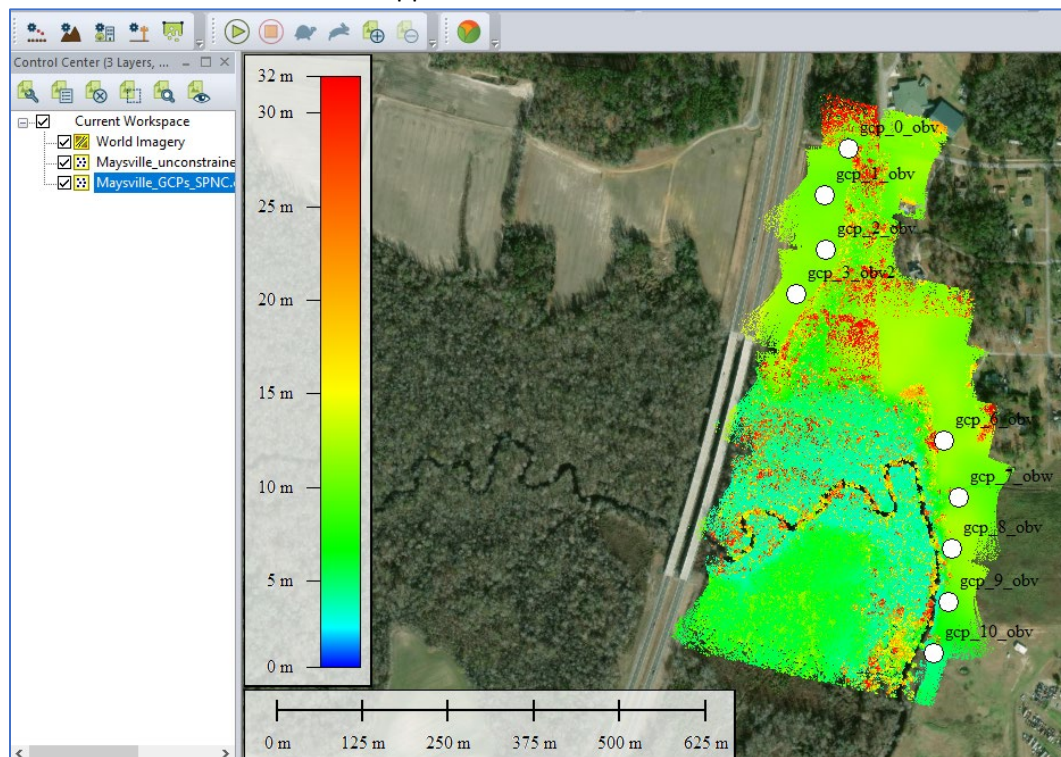 Control Center (3 Layers, ...
Current Workspace
World Imagery
Maysville_unconstraine
Maysville_GCPs_SPNC.
32 m
30 m
25 m
20 m
15 m
10 m
5 m
0 m
gcp_0_obv
gcp_1_obv
gcp_2_obv
gcp_3_obv2
gcp_6_obv
gcp_7_obw
gcp_8_obv
gcp_9_obv
gcp_10_obv
0 m 125 m 250 m 375 m 500 m 625 m